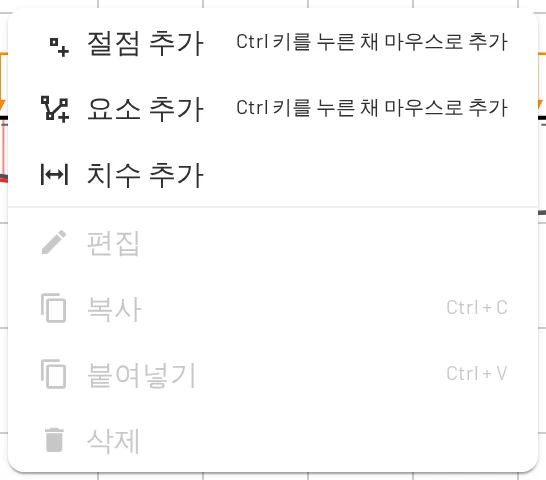 절점 추가 Ctrl 키를 누른 채 마우스로 추가
요소 추가 Ctrl 키를 누른 채 마우스로 추가
치수 추가
편집
복사 Ctrl + C
붙여넣기 Ctrl + V
삭제